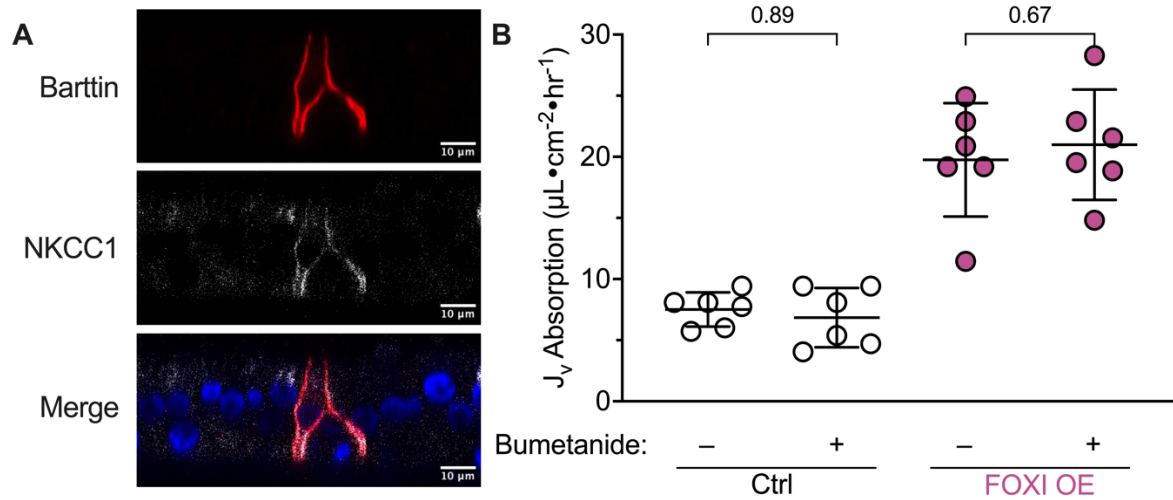 A
Barttin
10 μm
NKCC1
10 μm
Merge
10 μm
B
0.89
0.67
Jv Absorption (μL•cm-2•hr-1)
30
20
10
0
Bumetanide:
–
+
–
+
Ctrl
FOXI OE